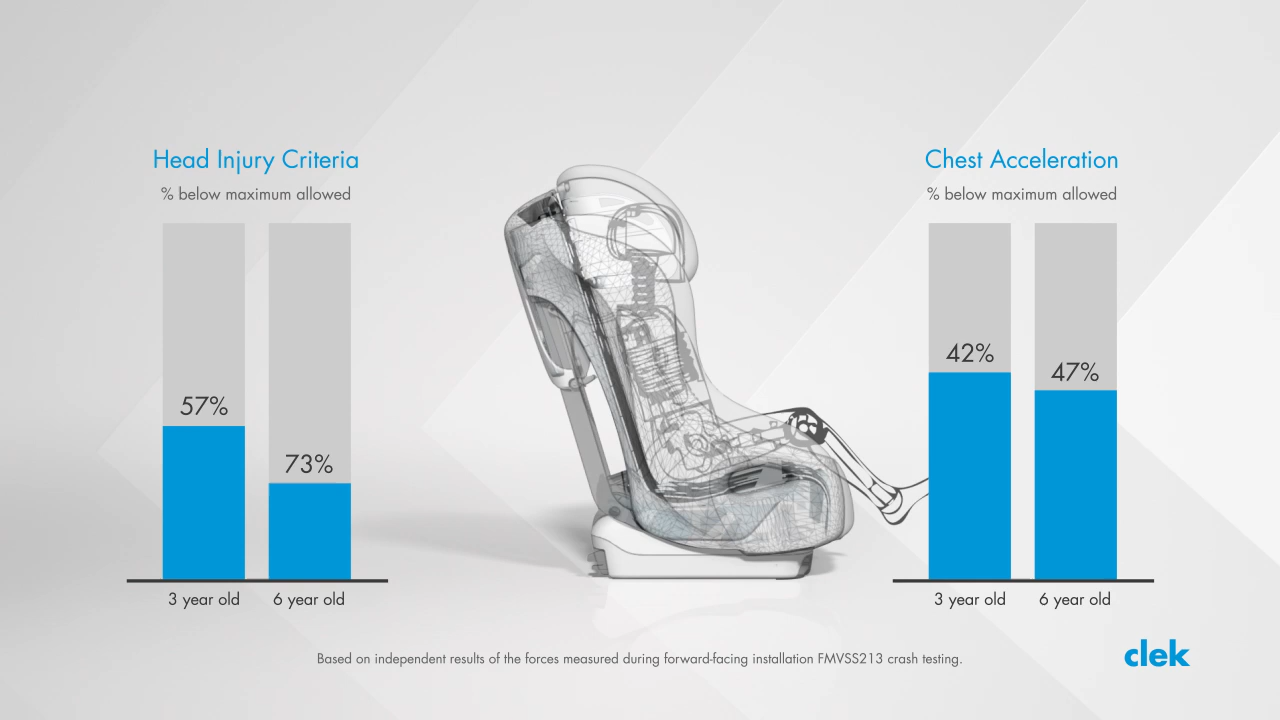 Head Injury Criteria
% below maximum allowed
57%
73%
3 year old
6 year old
Chest Acceleration
% below maximum allowed
42%
47%
3 year old
6 year old
Based on independent results of the forces measured during forward-facing installation FMVSS213 crash testing.
clek